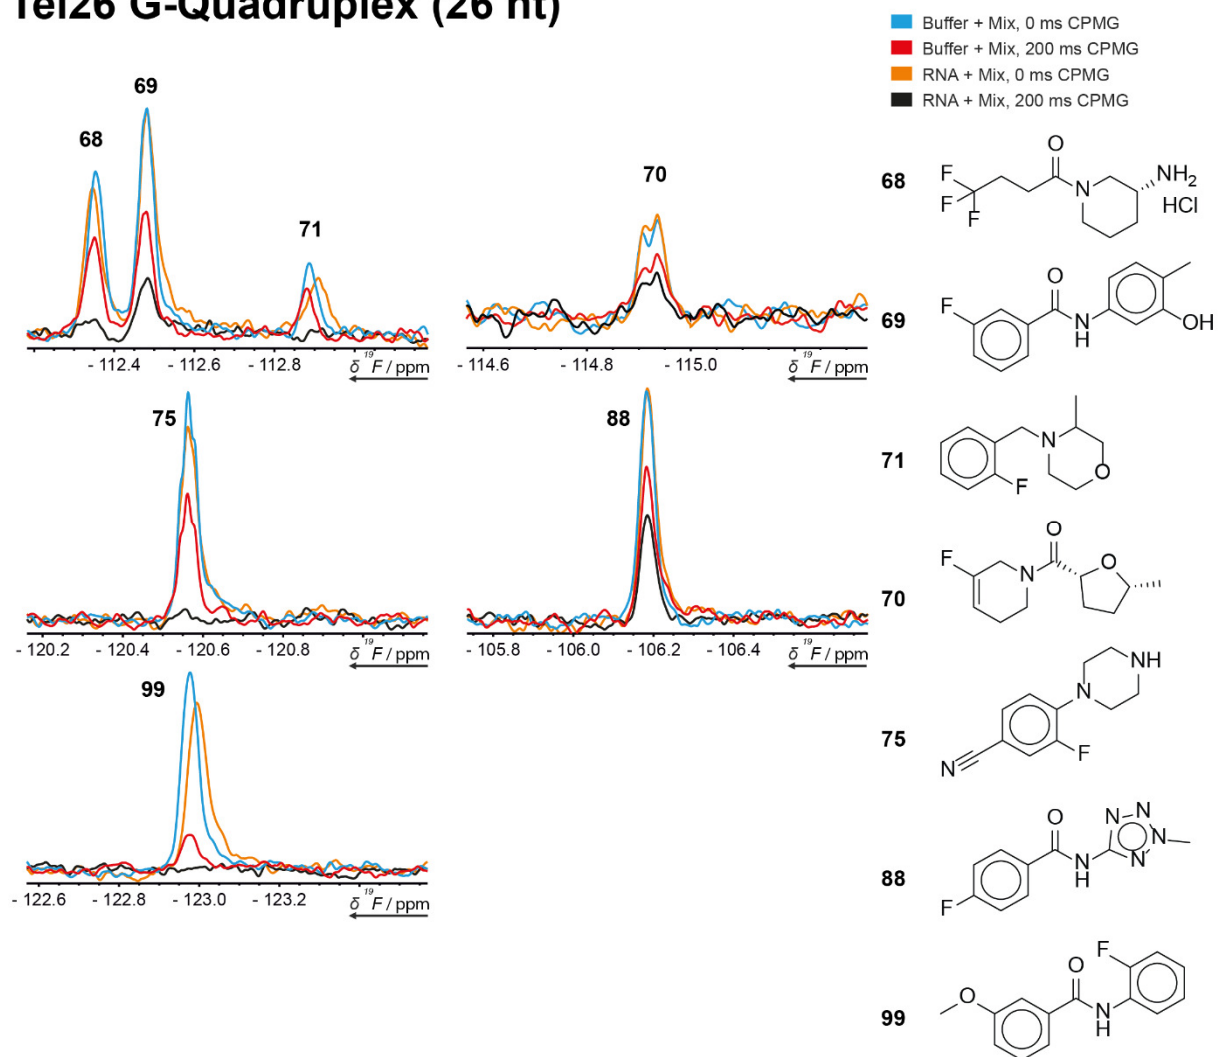 Tel26 G-Quadruplex (26 nt)
Buffer + Mix, 0 ms CPMG
Buffer + Mix, 200 ms CPMG
RNA + Mix, 0 ms CPMG
RNA + Mix, 200 ms CPMG
68
69
71
- 112.4 - 112.6 - 112.8 δ ¹⁹F / ppm
70
- 114.6 - 114.8 - 115.0 δ ¹⁹F / ppm
75
- 120.2 - 120.4 - 120.6 - 120.8 δ ¹⁹F / ppm
88
- 105.8 - 106.0 - 106.2 - 106.4 δ ¹⁹F / ppm
99
- 122.6 - 122.8 - 123.0 - 123.2 δ ¹⁹F / ppm
68
F F F O N NH2 HCl
69
F O N H OH
71
F N O
70
F N O O
75
N N NH F
88
F O N H N N N N
99
O O N H F